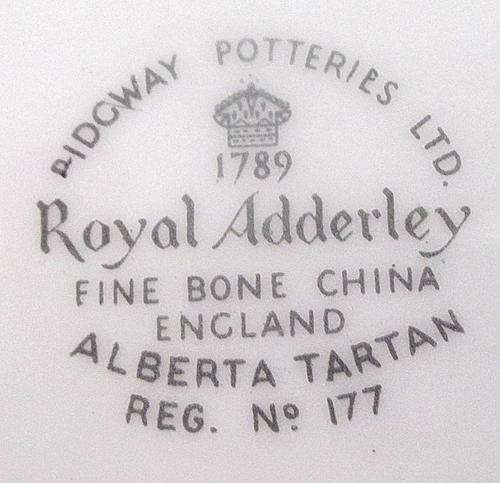 RIDGWAY POTTERIES LTD.
1789
Royal Adderley
FINE BONE CHINA
ENGLAND
ALBERTA TARTAN
REG. Nº 177